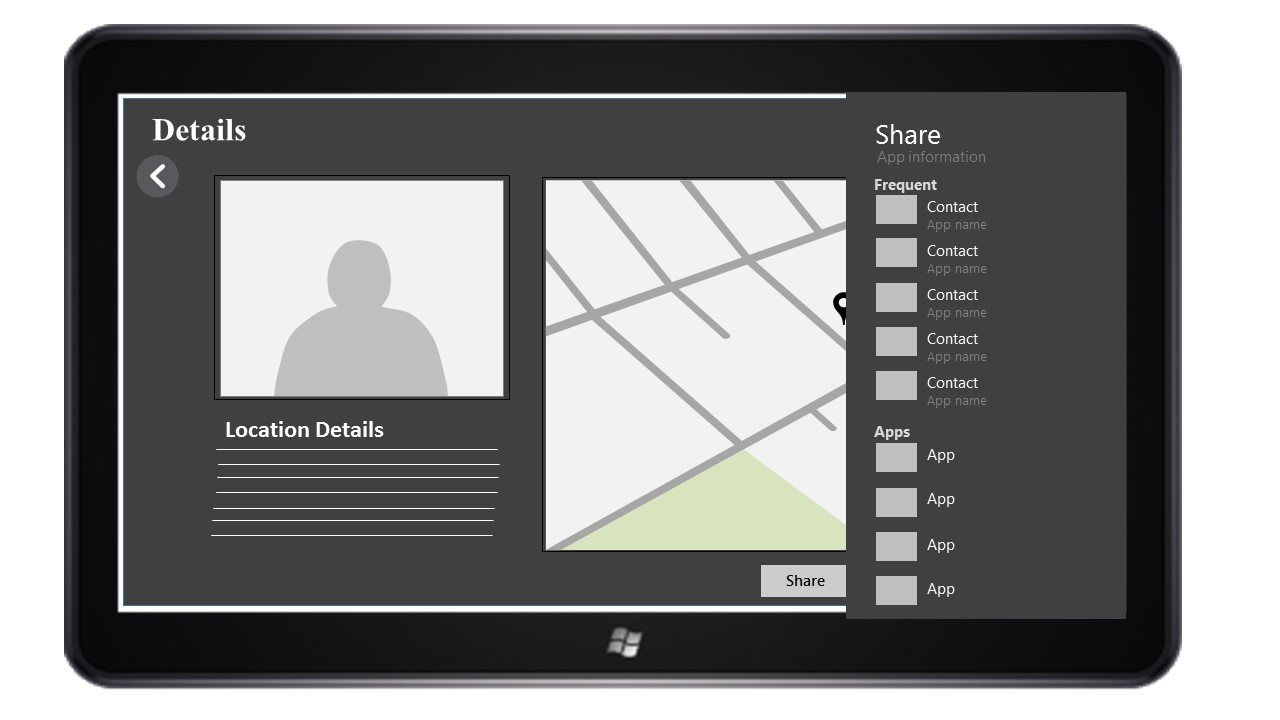 Details
Location Details
Share
Share
App information
Frequent
Contact
App name
Contact
App name
Contact
App name
Contact
App name
Contact
App name
Apps
App
App
App
App